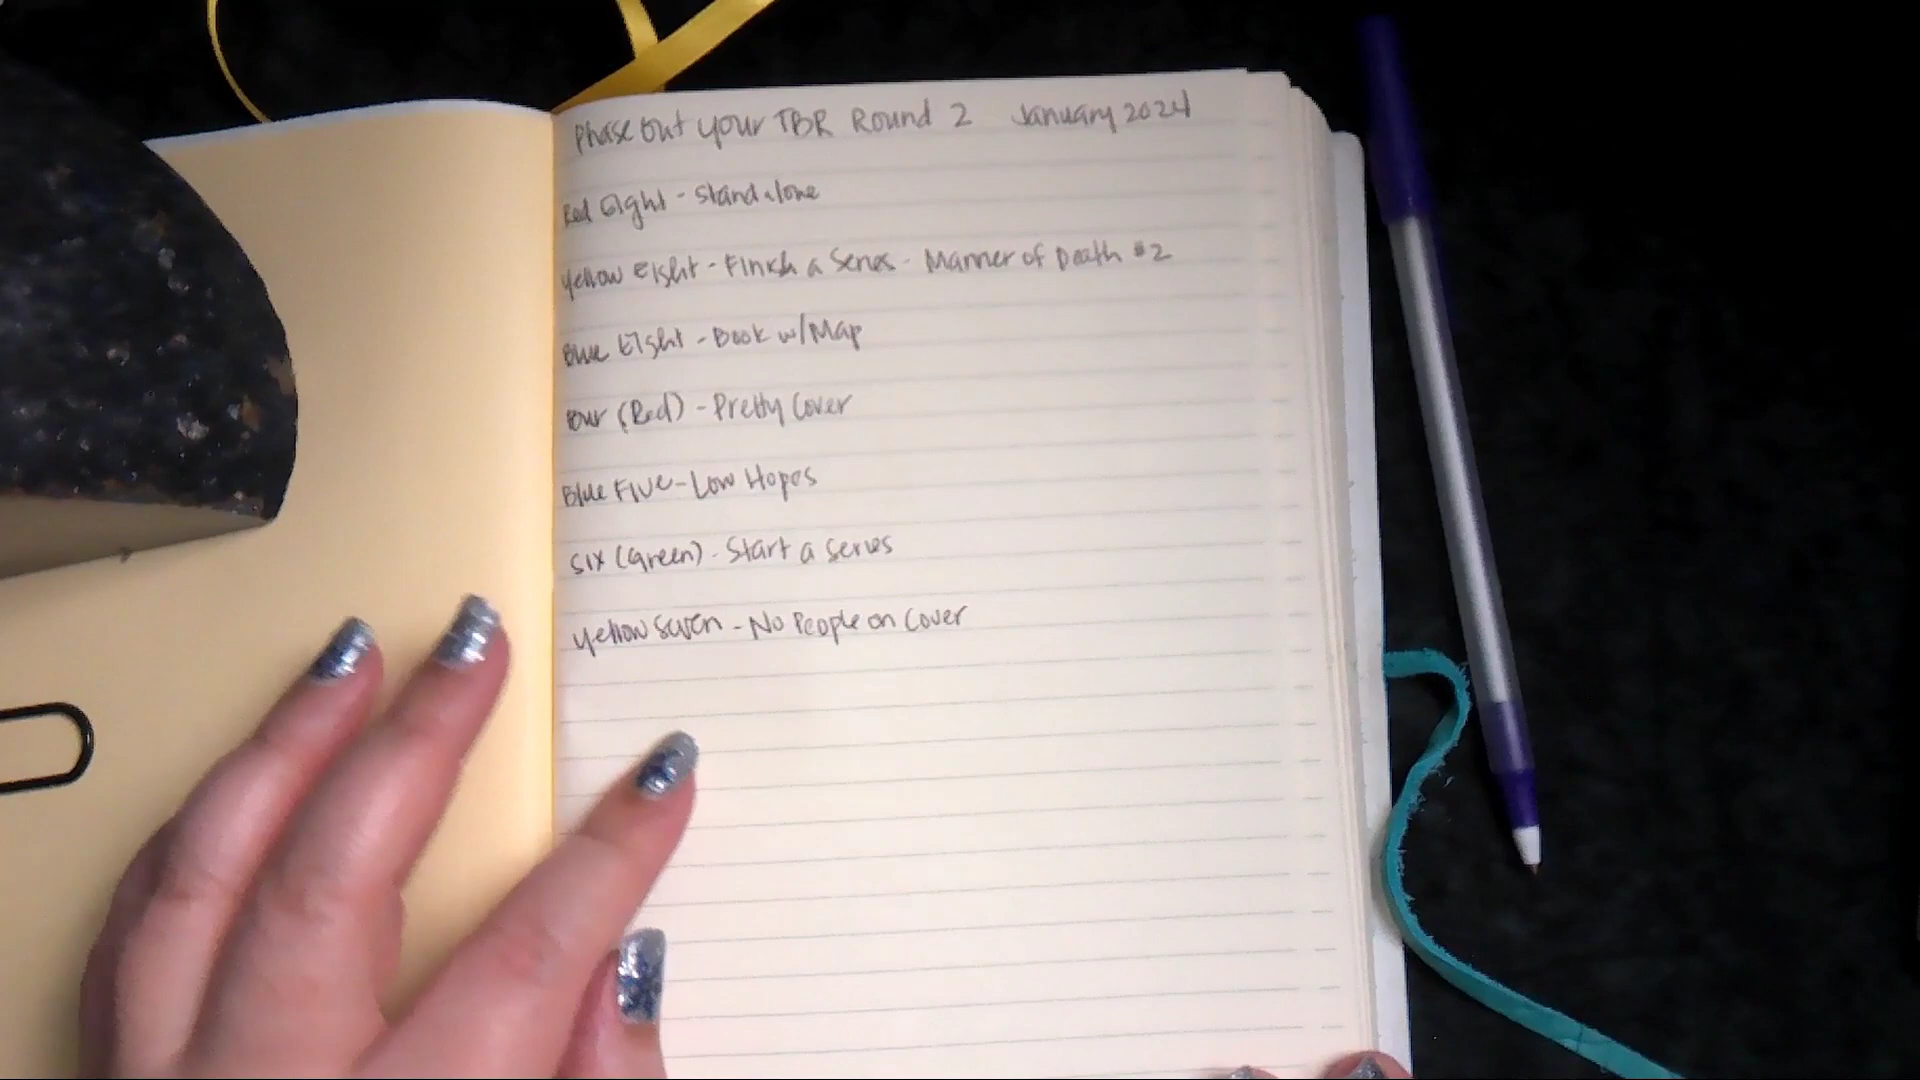 Phase Out your TBR Round 2 January 2024
Red Eight - Standalone
Yellow Eight - Finish a Series - Manner of Death #2
Blue Eight - Book w/Map
Four (Red) - Pretty Cover
Blue Five - Low Hopes
Six (Green) - Start a Series
Yellow Seven - No People on Cover